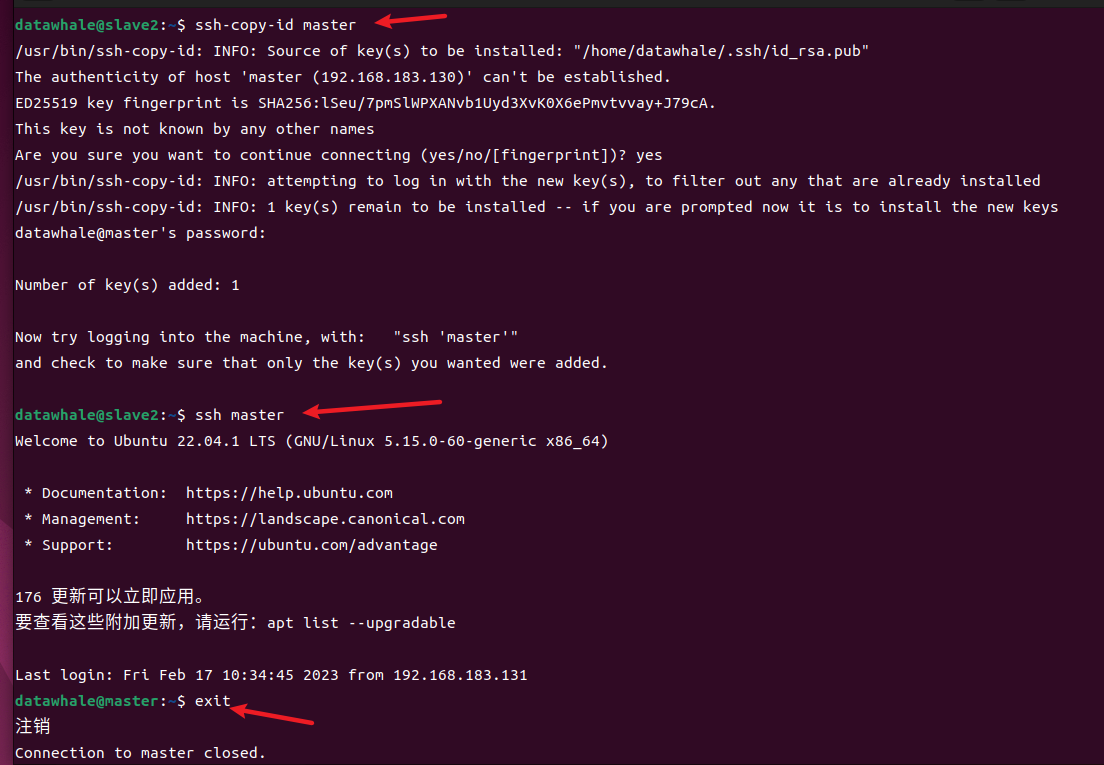 datawhale@slave2:~$ ssh-copy-id master
/usr/bin/ssh-copy-id: INFO: Source of key(s) to be installed: "/home/datawhale/.ssh/id_rsa.pub"
The authenticity of host 'master (192.168.183.130)' can't be established.
ED25519 key fingerprint is SHA256:lSeu/7pmSlWPXANvb1Uyd3XvK0X6ePmvtvvay+J79cA.
This key is not known by any other names
Are you sure you want to continue connecting (yes/no/[fingerprint])? yes
/usr/bin/ssh-copy-id: INFO: attempting to log in with the new key(s), to filter out any that are already installed
/usr/bin/ssh-copy-id: INFO: 1 key(s) remain to be installed -- if you are prompted now it is to install the new keys
datawhale@master's password:
Number of key(s) added: 1
Now try logging into the machine, with:   "ssh 'master'"
and check to make sure that only the key(s) you wanted were added.
datawhale@slave2:~$ ssh master
Welcome to Ubuntu 22.04.1 LTS (GNU/Linux 5.15.0-60-generic x86_64)
 * Documentation:  https://help.ubuntu.com
 * Management:     https://landscape.canonical.com
 * Support:        https://ubuntu.com/advantage
176 更新可以立即应用。
要查看这些附加更新，请运行：apt list --upgradable
Last login: Fri Feb 17 10:34:45 2023 from 192.168.183.131
datawhale@master:~$ exit
注销
Connection to master closed.